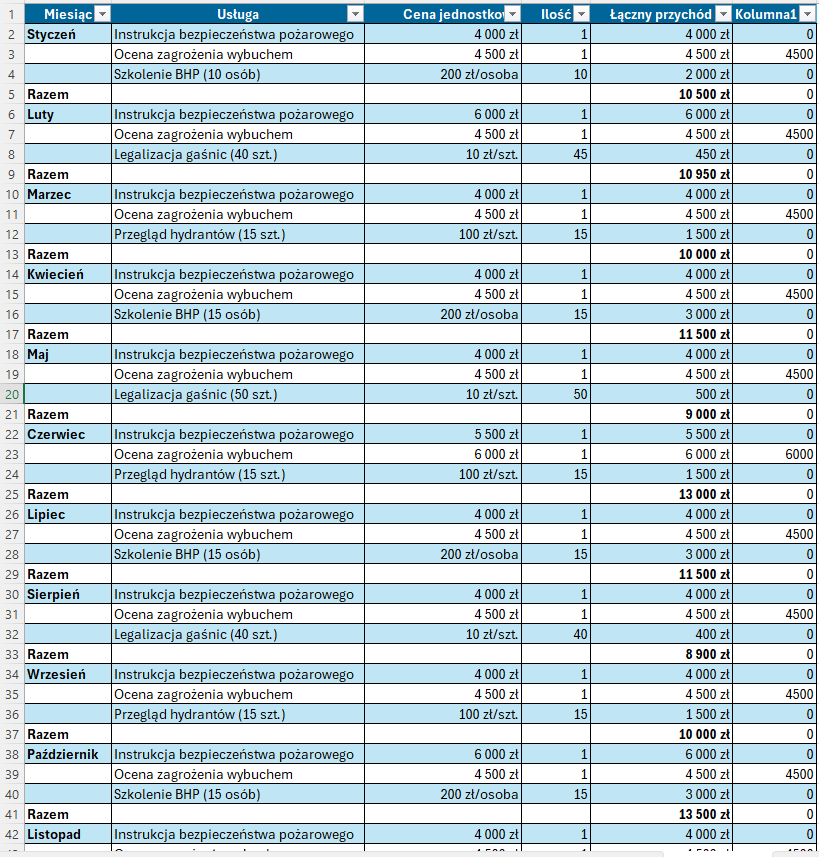 1 Miesiąc Usługa Cena jednostkow Ilość Łączny przychód Kolumna1
2 Styczeń Instrukcja bezpieczeństwa pożarowego 4 000 zł 1 4 000 zł 0
3 Ocena zagrożenia wybuchem 4 500 zł 1 4 500 zł 4500
4 Szkolenie BHP (10 osób) 200 zł/osoba 10 2 000 zł 0
5 Razem 10 500 zł 0
6 Luty Instrukcja bezpieczeństwa pożarowego 6 000 zł 1 6 000 zł 0
7 Ocena zagrożenia wybuchem 4 500 zł 1 4 500 zł 4500
8 Legalizacja gaśnic (40 szt.) 10 zł/szt. 45 450 zł 0
9 Razem 10 950 zł 0
10 Marzec Instrukcja bezpieczeństwa pożarowego 4 000 zł 1 4 000 zł 0
11 Ocena zagrożenia wybuchem 4 500 zł 1 4 500 zł 4500
12 Przegląd hydrantów (15 szt.) 100 zł/szt. 15 1 500 zł 0
13 Razem 10 000 zł 0
14 Kwiecień Instrukcja bezpieczeństwa pożarowego 4 000 zł 1 4 000 zł 0
15 Ocena zagrożenia wybuchem 4 500 zł 1 4 500 zł 4500
16 Szkolenie BHP (15 osób) 200 zł/osoba 15 3 000 zł 0
17 Razem 11 500 zł 0
18 Maj Instrukcja bezpieczeństwa pożarowego 4 000 zł 1 4 000 zł 0
19 Ocena zagrożenia wybuchem 4 500 zł 1 4 500 zł 4500
20 Legalizacja gaśnic (50 szt.) 10 zł/szt. 50 500 zł 0
21 Razem 9 000 zł 0
22 Czerwiec Instrukcja bezpieczeństwa pożarowego 5 500 zł 1 5 500 zł 0
23 Ocena zagrożenia wybuchem 6 000 zł 1 6 000 zł 6000
24 Przegląd hydrantów (15 szt.) 100 zł/szt. 15 1 500 zł 0
25 Razem 13 000 zł 0
26 Lipiec Instrukcja bezpieczeństwa pożarowego 4 000 zł 1 4 000 zł 0
27 Ocena zagrożenia wybuchem 4 500 zł 1 4 500 zł 4500
28 Szkolenie BHP (15 osób) 200 zł/osoba 15 3 000 zł 0
29 Razem 11 500 zł 0
30 Sierpień Instrukcja bezpieczeństwa pożarowego 4 000 zł 1 4 000 zł 0
31 Ocena zagrożenia wybuchem 4 500 zł 1 4 500 zł 4500
32 Legalizacja gaśnic (40 szt.) 10 zł/szt. 40 400 zł 0
33 Razem 8 900 zł 0
34 Wrzesień Instrukcja bezpieczeństwa pożarowego 4 000 zł 1 4 000 zł 0
35 Ocena zagrożenia wybuchem 4 500 zł 1 4 500 zł 4500
36 Przegląd hydrantów (15 szt.) 100 zł/szt. 15 1 500 zł 0
37 Razem 10 000 zł 0
38 Październik Instrukcja bezpieczeństwa pożarowego 6 000 zł 1 6 000 zł 0
39 Ocena zagrożenia wybuchem 4 500 zł 1 4 500 zł 4500
40 Szkolenie BHP (15 osób) 200 zł/osoba 15 3 000 zł 0
41 Razem 13 500 zł 0
42 Listopad Instrukcja bezpieczeństwa pożarowego 4 000 zł 1 4 000 zł 0